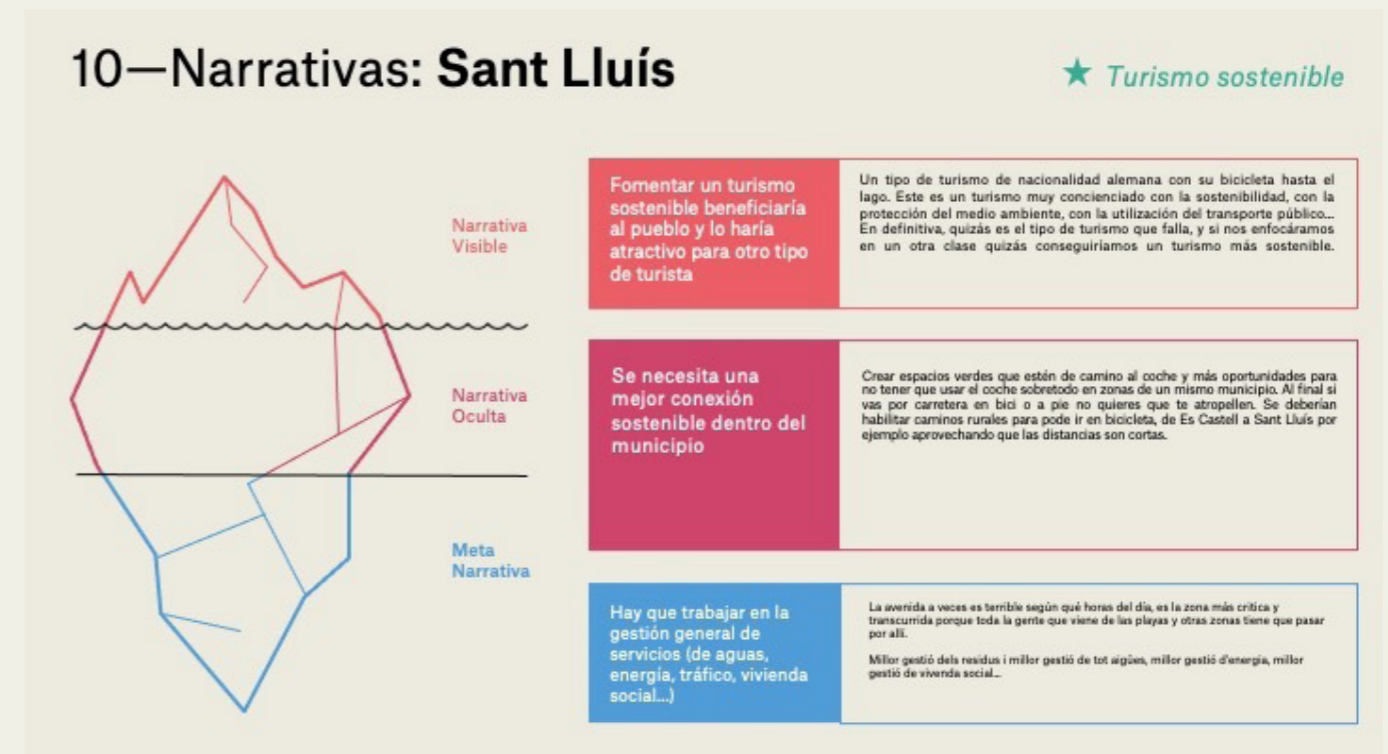 10—Narrativas: Sant Lluís
★ Turismo sostenible
Narrativa
Visible
Fomentar un turismo
sostenible beneficiaría
al pueblo y lo haría
atractivo para otro tipo
de turista
Un tipo de turismo de nacionalidad alemana con su bicicleta hasta el
lago. Este es un turismo muy concienciado con la sostenibilidad, con la
protección del medio ambiente, con la utilización del transporte público...
En definitiva, quizás es el tipo de turismo que falla, y si nos enfocáramos
en un otra clase quizás conseguiríamos un turismo más sostenible.
Narrativa
Oculta
Se necesita una
mejor conexión
sostenible dentro del
municipio
Crear espacios verdes que estén de camino al coche y más oportunidades para
no tener que usar el coche sobretodo en zonas de un mismo municipio. Al final si
vas por carretera en bici o a pie no quieres que te atropellen. Se deberían
habilitar caminos rurales para pode ir en bicicleta, de Es Castell a Sant Lluís por
ejemplo aprovechando que las distancias son cortas.
Meta
Narrativa
Hay que trabajar en la
gestión general de
servicios (de aguas,
energía, tráfico, vivienda
social...)
La avenida a veces es terrible según qué horas del día, es la zona más crítica y
transcurrida porque toda la gente que viene de las playas y otras zonas tiene que pasar
por allí.
Millor gestió dels residus i millor gestió de tot aigües, millor gestió d'energia, millor
gestió de vivenda social...